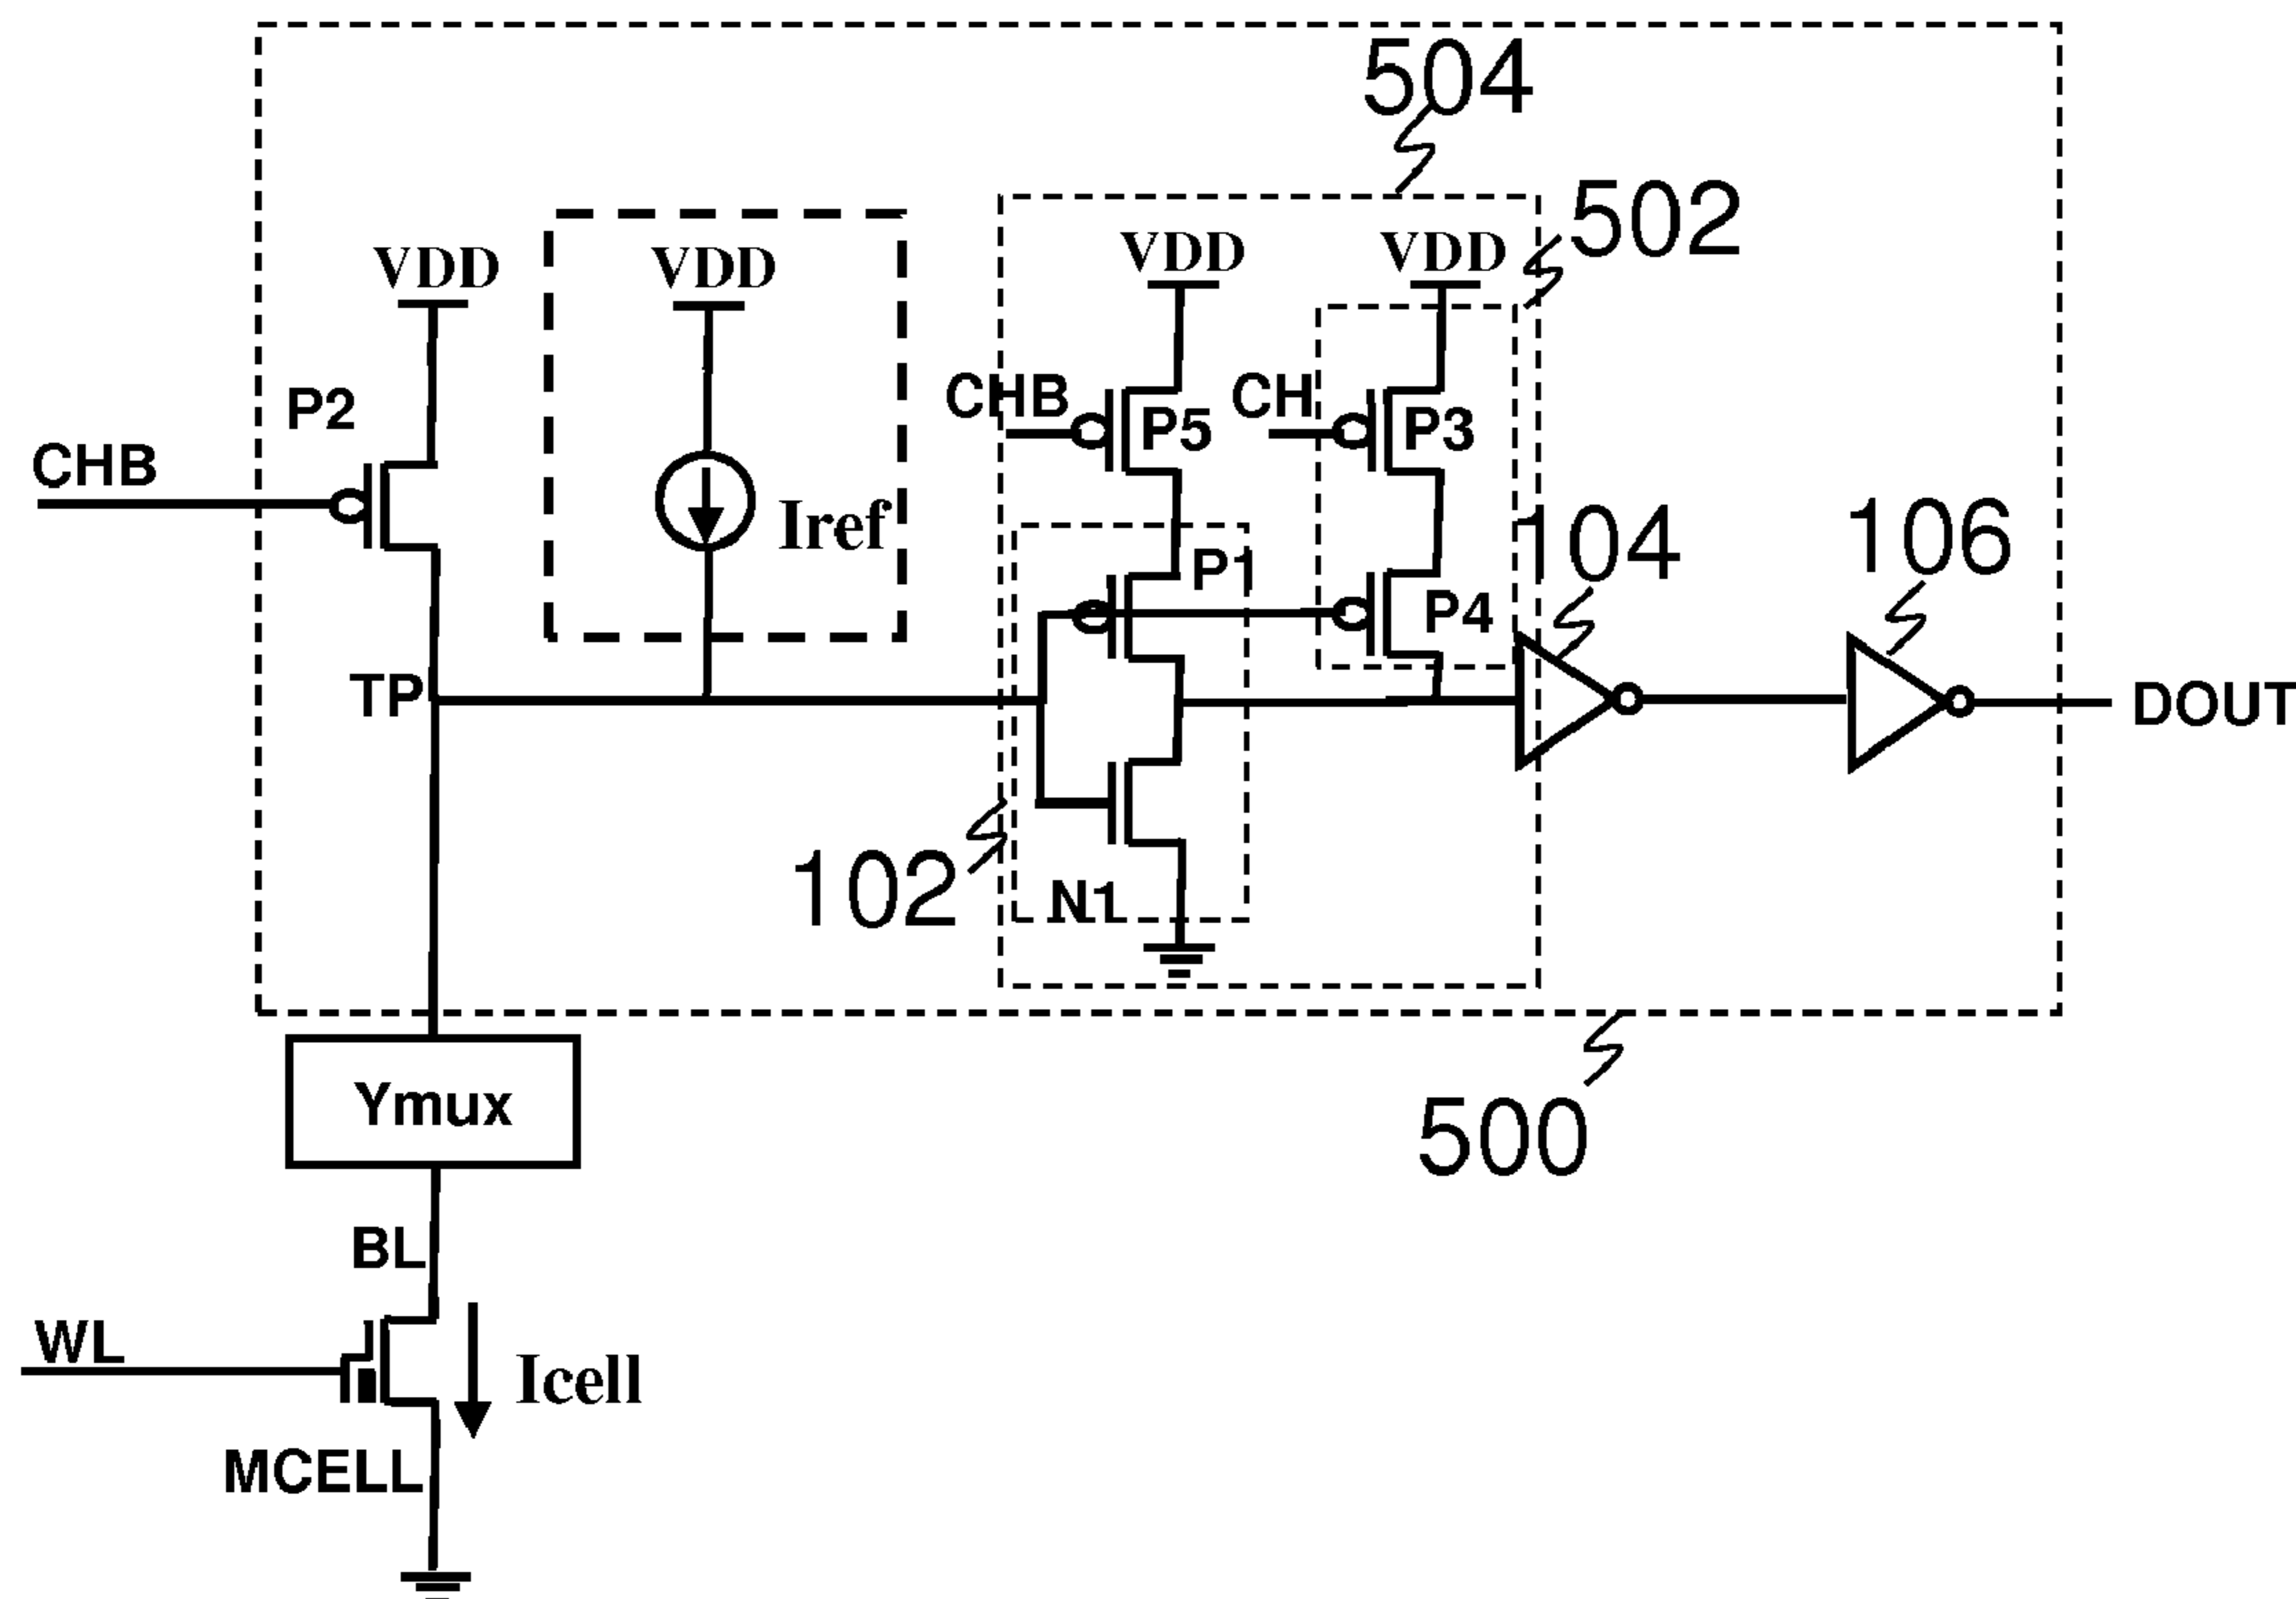 504
502
VDD
VDD
VDD
VDD
P2
CHB
P5
CH
P3
CHB
Iref
104
106
P1
P4
TP
DOUT
102
N1
500
Ymux
BL
WL
Icell
MCELL